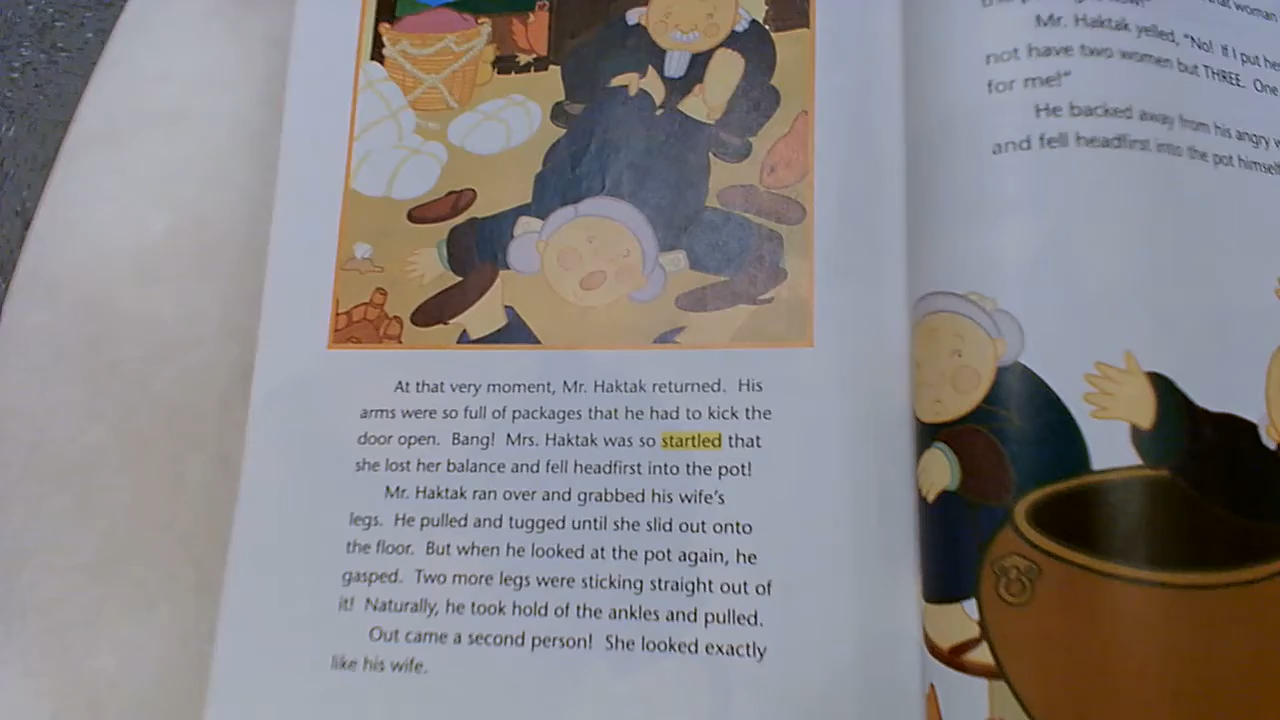 At that very moment, Mr. Haktak returned. His
arms were so full of packages that he had to kick the
door open. Bang! Mrs. Haktak was so startled that
she lost her balance and fell headfirst into the pot!
Mr. Haktak ran over and grabbed his wife's
legs. He pulled and tugged until she slid out onto
the floor. But when he looked at the pot again, he
gasped. Two more legs were sticking straight out of
it! Naturally, he took hold of the ankles and pulled.
Out came a second person! She looked exactly
like his wife.
woman
Mr. Haktak yelled, "No! If I put
not have two women but THREE. One
for me!"
He backed away from his angry
and fell headfirst into the pot